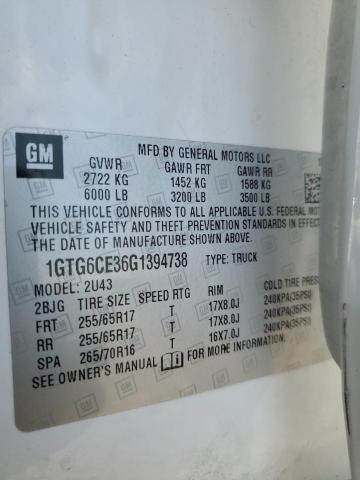 GM
MFD BY GENERAL MOTORS LLC
GVWR GAWR FRT GAWR RR
2722 KG 1452 KG 1588 KG
6000 LB 3200 LB 3500 LB
THIS VEHICLE CONFORMS TO ALL APPLICABLE U.S. FEDERAL MOTOR
VEHICLE SAFETY AND THEFT PREVENTION STANDARDS IN EFFECT
THE DATE OF MANUFACTURE SHOWN ABOVE.
1GTG6CE36G1394738 TYPE: TRUCK
MODEL: 2U43
2BJG TIRE SIZE SPEED RTG RIM COLD TIRE PRES
FRT 255/65R17 T 17X8.0J 240KPA(35PSI)
RR 255/65R17 T 17X8.0J 240KPA(35PSI)
SPA 265/70R16 T 16X7.0J 240KPA(35PSI)
SEE OWNER'S MANUAL FOR MORE INFORMATION.